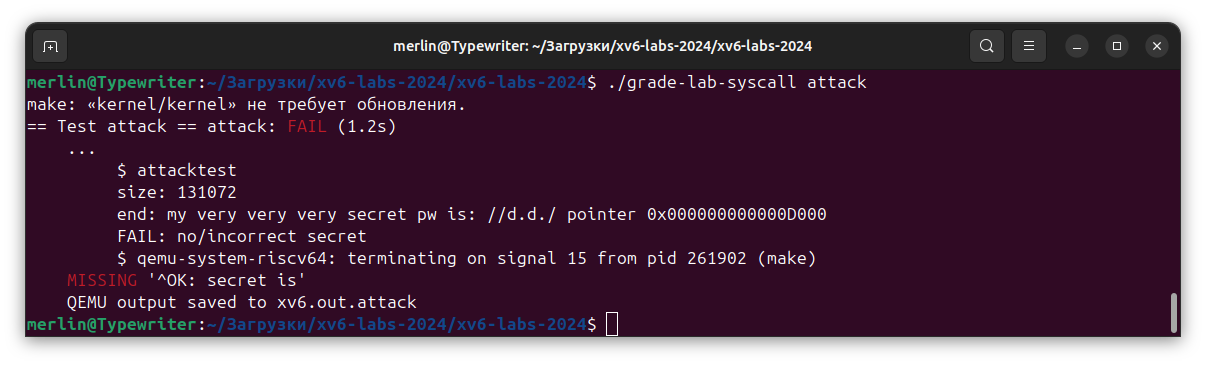 merlin@Typewriter: ~/Загрузки/xv6-labs-2024/xv6-labs-2024
merlin@Typewriter:~/Загрузки/xv6-labs-2024/xv6-labs-2024$ ./grade-lab-syscall attack
make: «kernel/kernel» не требует обновления.
== Test attack == attack: FAIL (1.2s)
...
$ attacktest
size: 131072
end: my very very very secret pw is: //d.d./ pointer 0x000000000000D000
FAIL: no/incorrect secret
$ qemu-system-riscv64: terminating on signal 15 from pid 261902 (make)
MISSING '^OK: secret is'
QEMU output saved to xv6.out.attack
merlin@Typewriter:~/Загрузки/xv6-labs-2024/xv6-labs-2024$